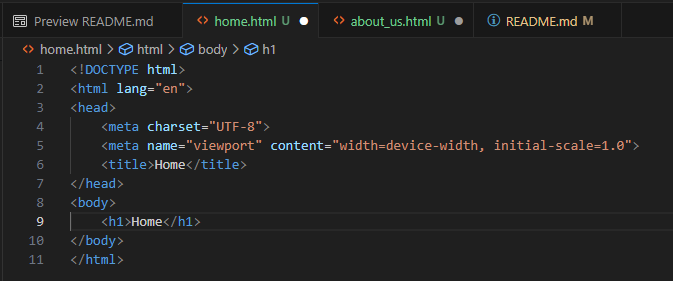 Preview README.md home.html U about_us.html U README.md M
home.html > html > body > h1
1 <!DOCTYPE html>
2 <html lang="en">
3 <head>
4     <meta charset="UTF-8">
5     <meta name="viewport" content="width=device-width, initial-scale=1.0">
6     <title>Home</title>
7 </head>
8 <body>
9     <h1>Home</h1>
10 </body>
11 </html>